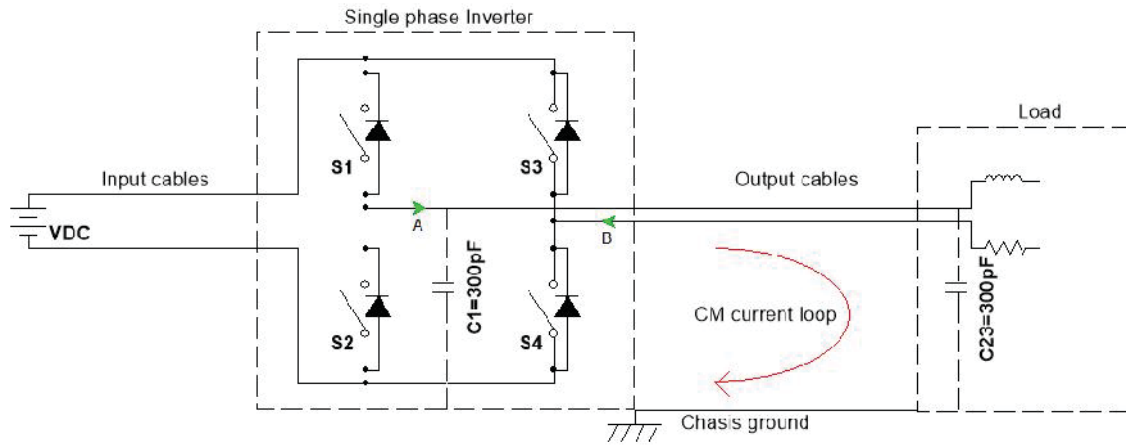 Single phase Inverter
Load
S1
S3
Input cables
Output cables
A
B
VDC
C1=300pF
C23=300pF
S2
S4
CM current loop
Chasis ground